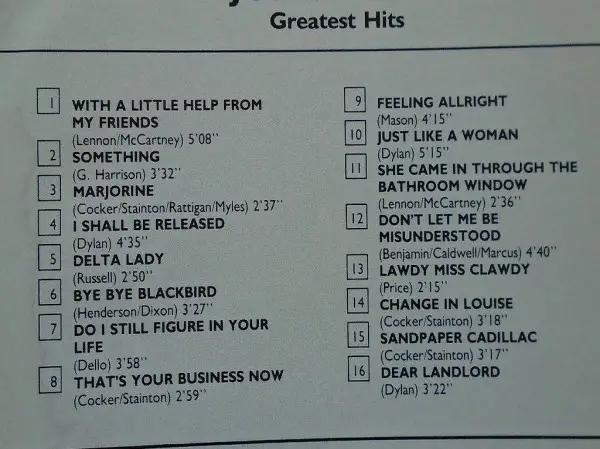 Greatest Hits
1 WITH A LITTLE HELP FROM
MY FRIENDS
(Lennon/McCartney) 5'08"
2 SOMETHING
(G. Harrison) 3'32"
3 MARJORINE
(Cocker/Stainton/Rattigan/Myles) 2'37"
4 I SHALL BE RELEASED
(Dylan) 4'35"
5 DELTA LADY
(Russell) 2'50"
6 BYE BYE BLACKBIRD
(Henderson/Dixon) 3'27"
7 DO I STILL FIGURE IN YOUR
LIFE
(Dello) 3'58"
8 THAT'S YOUR BUSINESS NOW
(Cocker/Stainton) 2'59"
9 FEELING ALLRIGHT
(Mason) 4'15"
10 JUST LIKE A WOMAN
(Dylan) 5'15"
11 SHE CAME IN THROUGH THE
BATHROOM WINDOW
(Lennon/McCartney) 2'36"
12 DON'T LET ME BE
MISUNDERSTOOD
(Benjamin/Caldwell/Marcus) 4'40"
13 LAWDY MISS CLAWDY
(Price) 2'15"
14 CHANGE IN LOUISE
(Cocker/Stainton) 3'18"
15 SANDPAPER CADILLAC
(Cocker/Stainton) 3'17"
16 DEAR LANDLORD
(Dylan) 3'22"